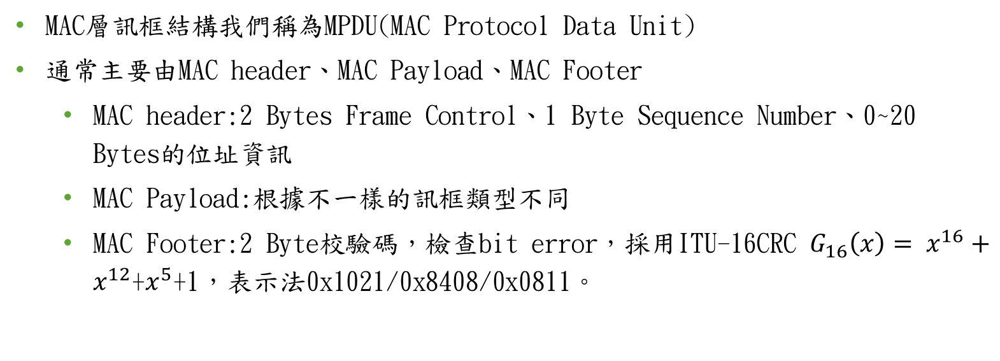 • MAC層訊框結構我們稱為MPDU(MAC Protocol Data Unit)
• 通常主要由MAC header、MAC Payload、MAC Footer
• MAC header:2 Bytes Frame Control、1 Byte Sequence Number、0~20
Bytes的位址資訊
• MAC Payload:根據不一樣的訊框類型不同
• MAC Footer:2 Byte校驗碼，檢查bit error，採用ITU-16CRC G₁₆(x) = x¹⁶ +
x¹²+x⁵+1，表示法0x1021/0x8408/0x0811。